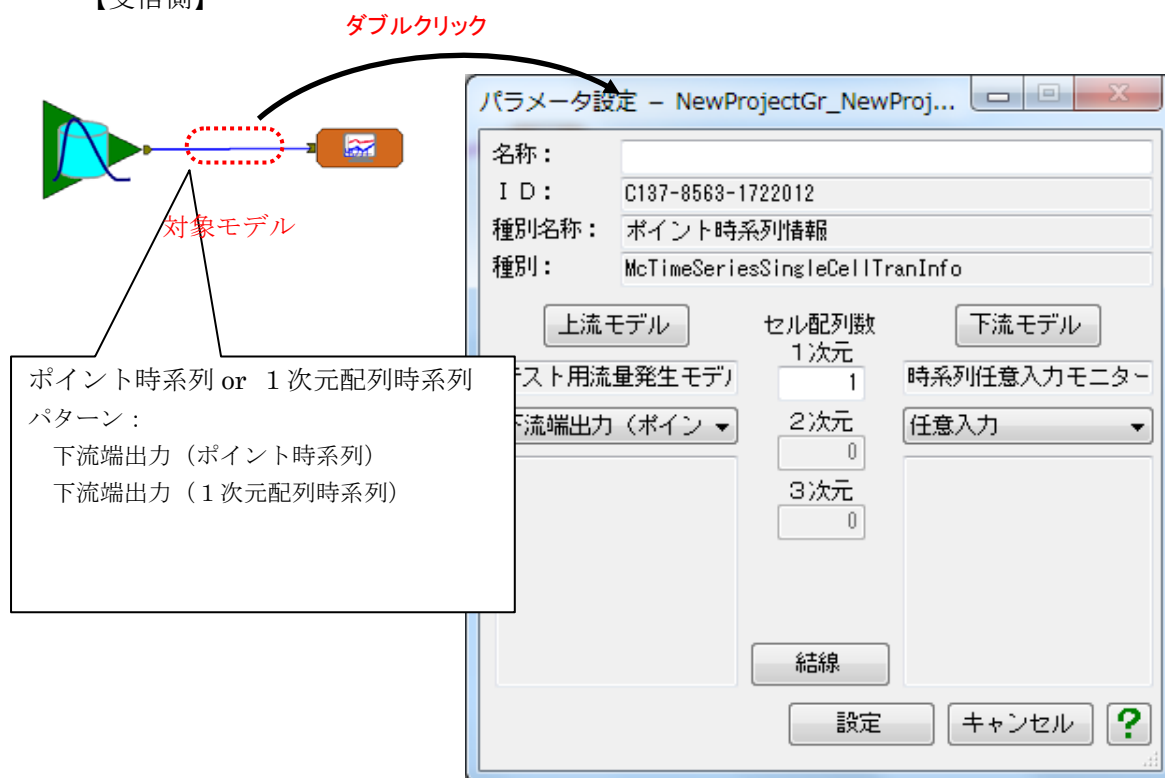 【受信側】
ダブルクリック
対象モデル
ポイント時系列 or １次元配列時系列
パターン：
下流端出力（ポイント時系列）
下流端出力（１次元配列時系列）
パラメータ設定 – NewProjectGr_NewProj...
名称：
ＩＤ： C137-8563-1722012
種別名称： ポイント時系列情報
種別： McTimeSeriesSingleCellTranInfo
上流モデル セル配列数 下流モデル
１次元
スト用流量発生モデル 1 時系列任意入力モニター
下流端出力（ポイン ２次元 任意入力
0
３次元
0
結線
設定 キャンセル ?